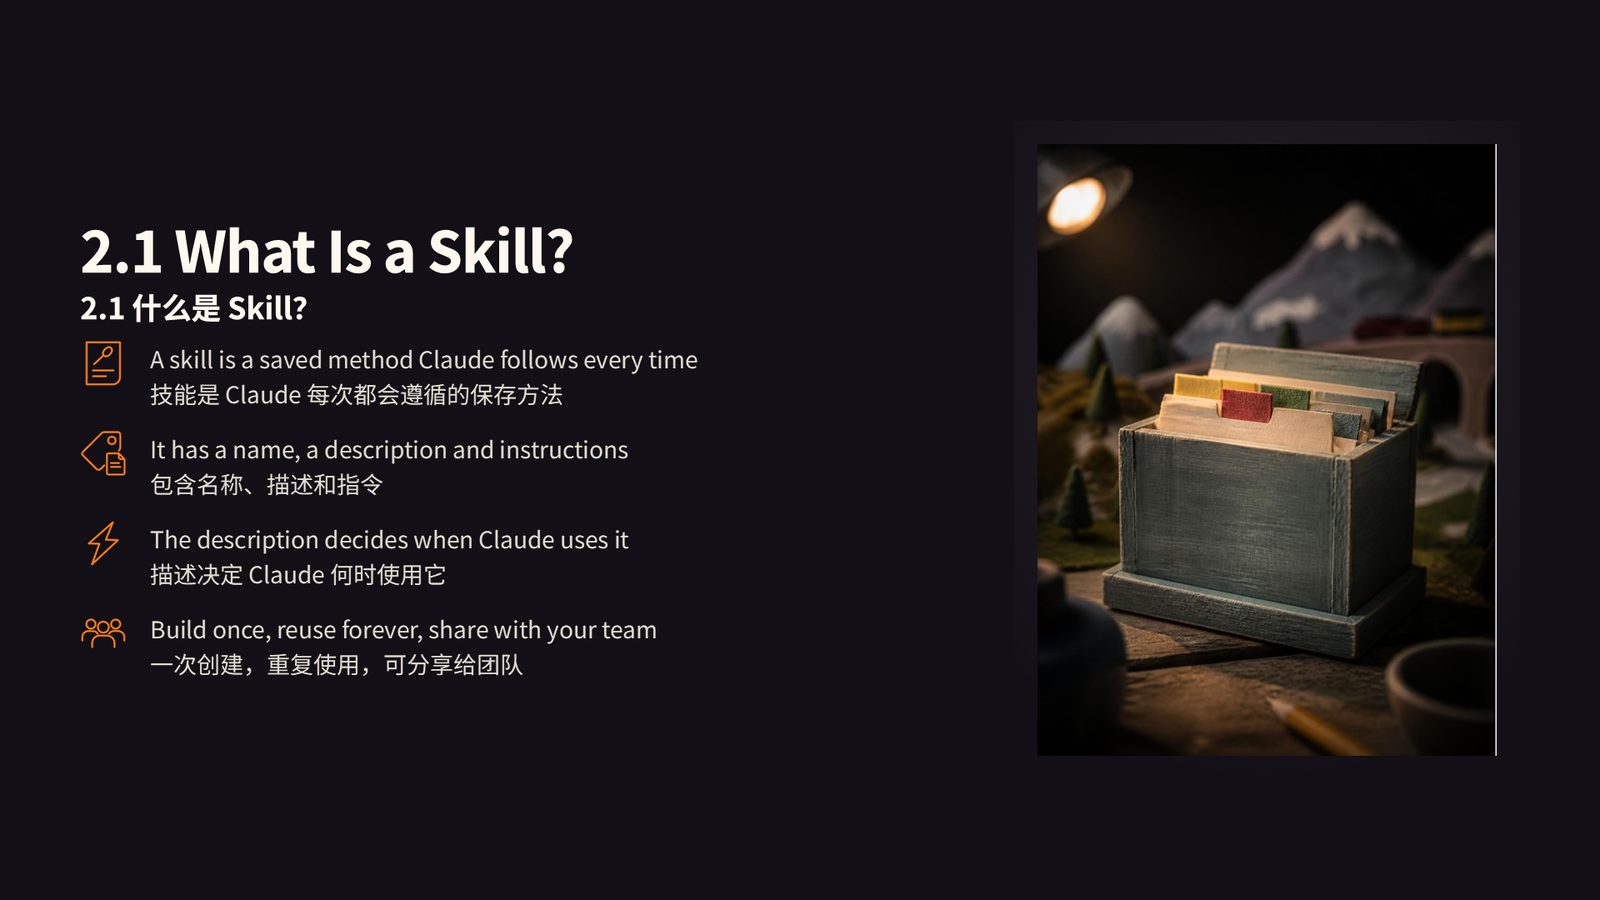 2.1 What Is a Skill?
2.1 什么是 Skill?
A skill is a saved method Claude follows every time
技能是 Claude 每次都会遵循的保存方法
It has a name, a description and instructions
包含名称、描述和指令
The description decides when Claude uses it
描述决定 Claude 何时使用它
Build once, reuse forever, share with your team
一次创建，重复使用，可分享给团队